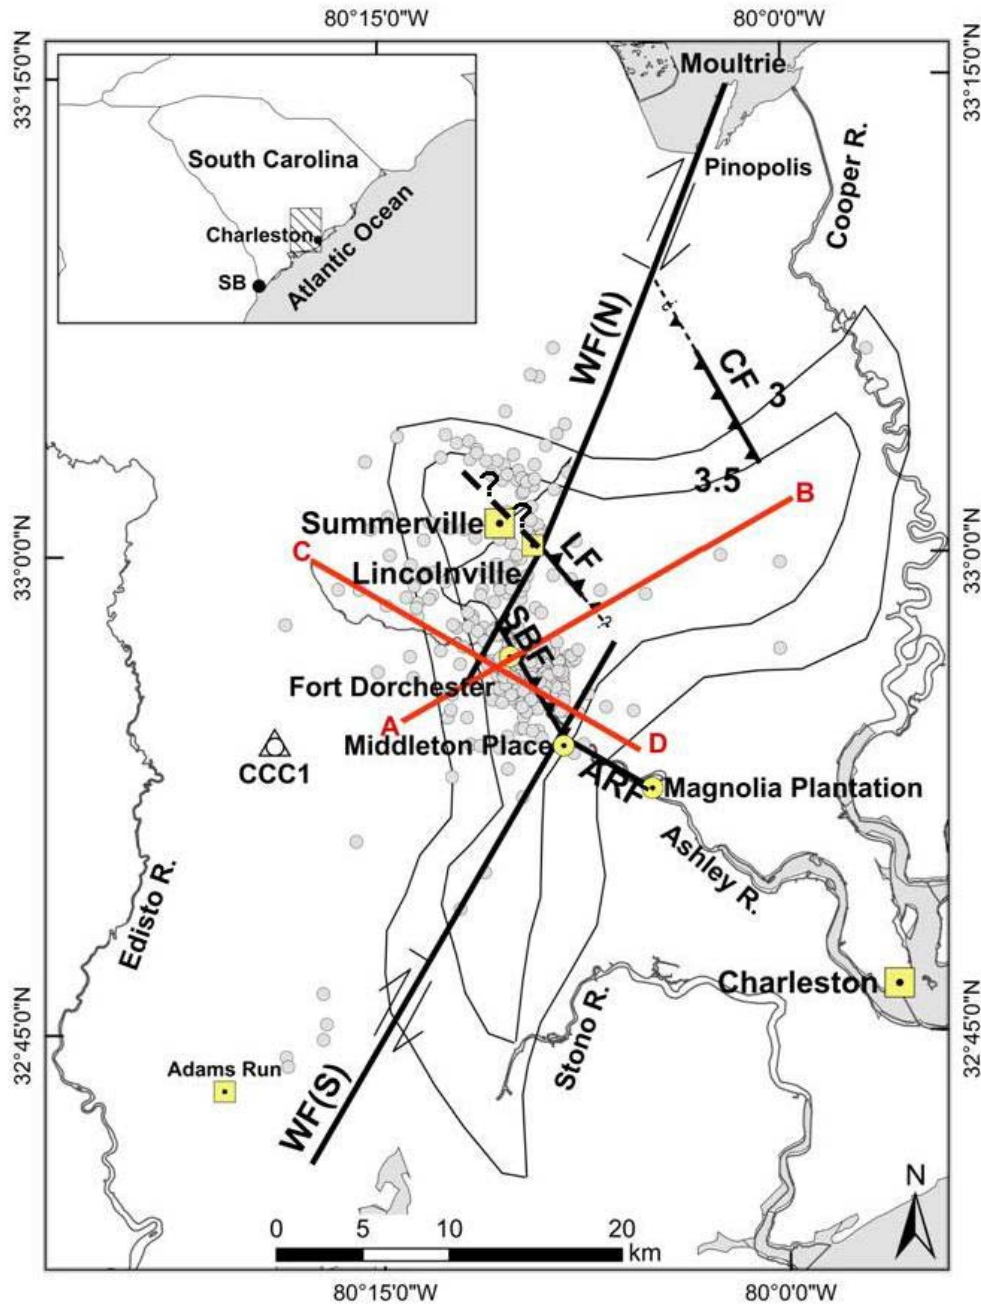 80°15'0"W
80°0'0"W
33°15'0"N
33°15'0"N
Moultrie
South Carolina
Charleston
SB
Atlantic Ocean
Pinopolis
Cooper R.
WF(N)
CF
3
3.5
?
?
B
Summerville
C
LF
33°0'0"N
33°0'0"N
Lincolnville
?
SBF
Fort Dorchester
A
Middleton Place
D
CCC1
ARF
Magnolia Plantation
Ashley R.
Edisto R.
Charleston
Stono R.
32°45'0"N
32°45'0"N
Adams Run
WF(S)
N
0 5 10 20
km
80°15'0"W
80°0'0"W